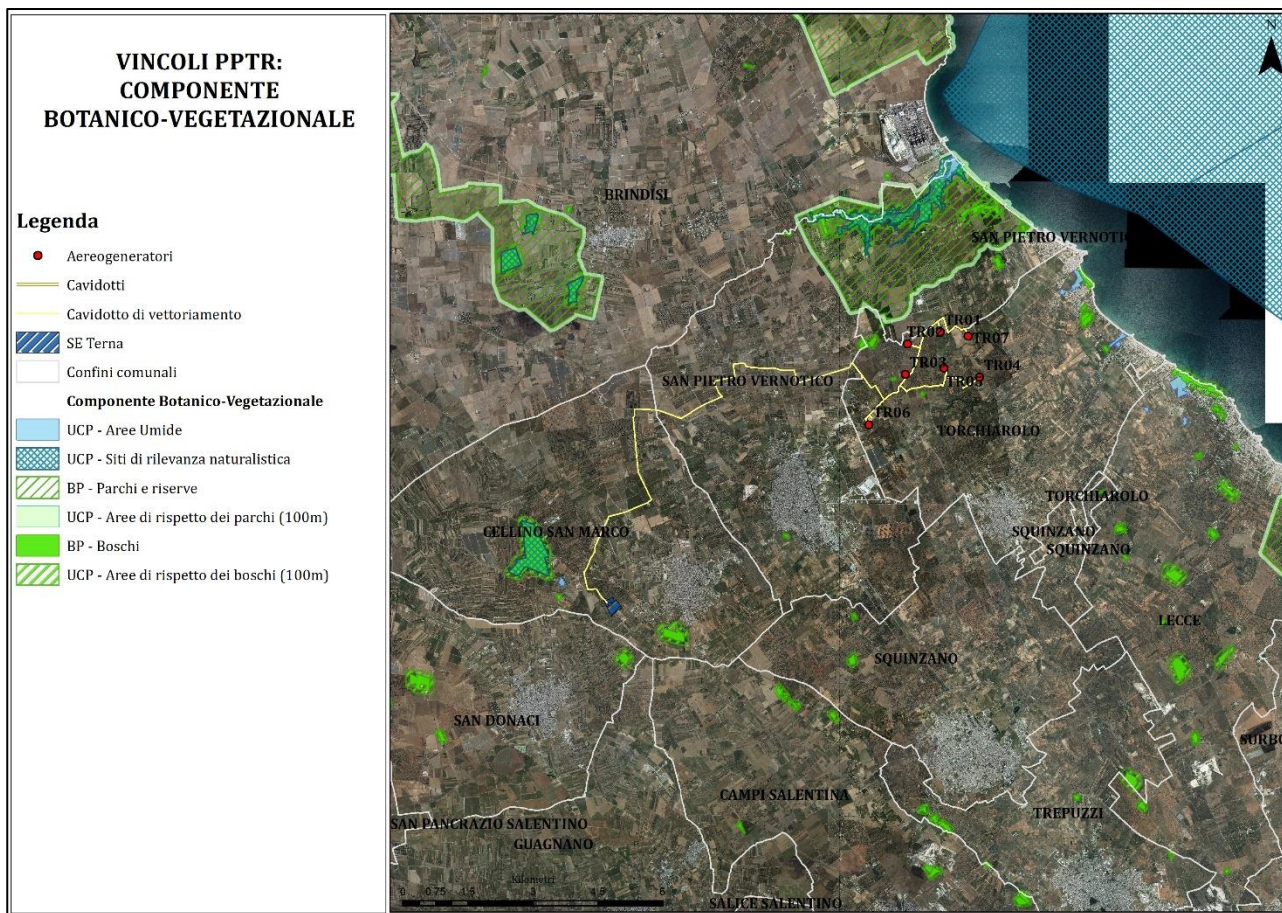 VINCOLI PPTR:
COMPONENTE
BOTANICO-VEGETAZIONALE
Legenda
Aereogeneratori
Cavidotti
Cavidotto di vettoriamento
SE Terna
Confini comunali
Componente Botanico-Vegetazionale
UCP - Aree Umide
UCP - Siti di rilevanza naturalistica
BP - Parchi e riserve
UCP - Aree di rispetto dei parchi (100m)
BP - Boschi
UCP - Aree di rispetto dei boschi (100m)
N
BRINDISI
SAN PIETRO VERNOTICO
TR01
TR02
TR07
TR03
TR04
TR05
SAN PIETRO VERNOTICO
TR06
TORCHIAROLO
TORCHIAROLO
CELLINO SAN MARCO
SQUINZANO
SQUINZANO
LECCE
SQUINZANO
SAN DONACI
SURBO
CAMPI SALENTINA
TREPUZZI
SAN PANCRAZIO SALENTINO
GUAGNANO
Kilometri
0 0.75 1.5 3 4.5 6
SALICE SALENTINO